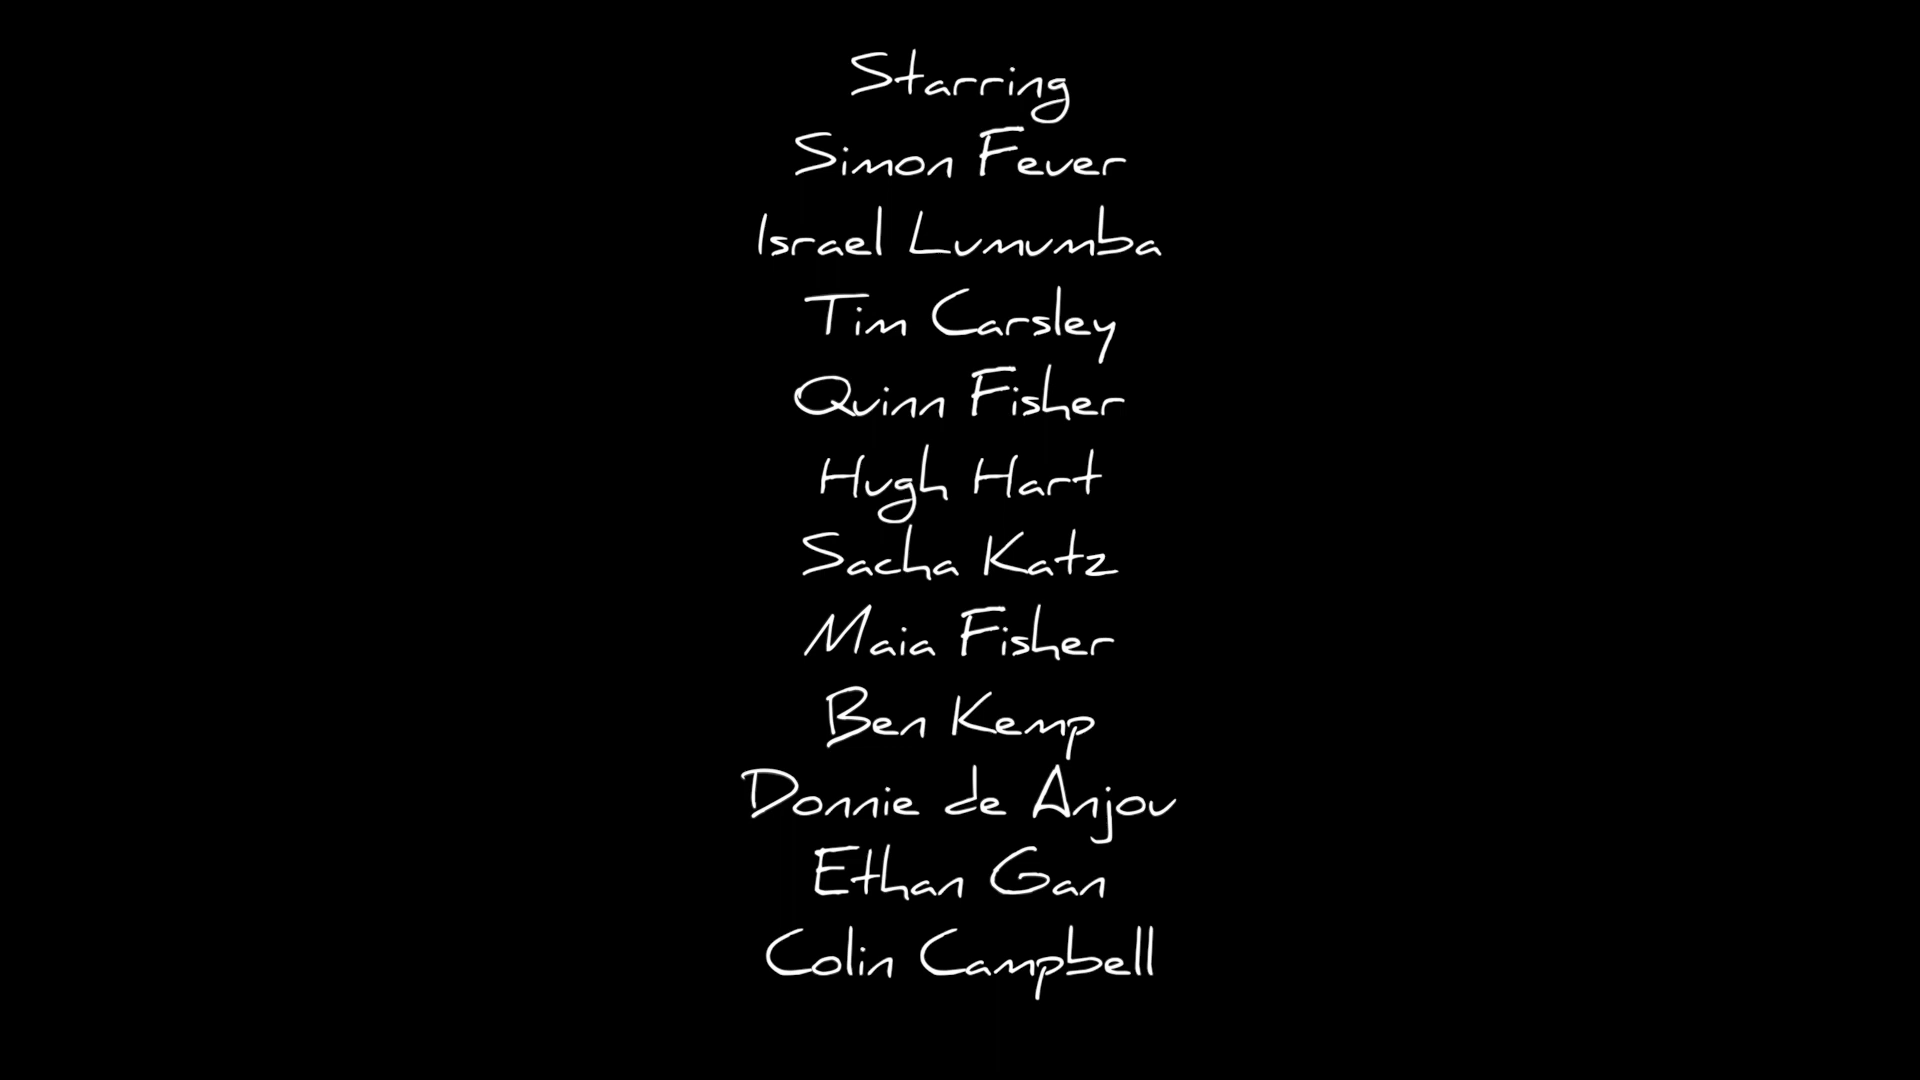 Starring
Simon Fever
Israel Lumumba
Tim Carsley
Quinn Fisher
Hugh Hart
Sacha Katz
Maia Fisher
Ben Kemp
Donnie de Anjou
Ethan Gan
Colin Campbell